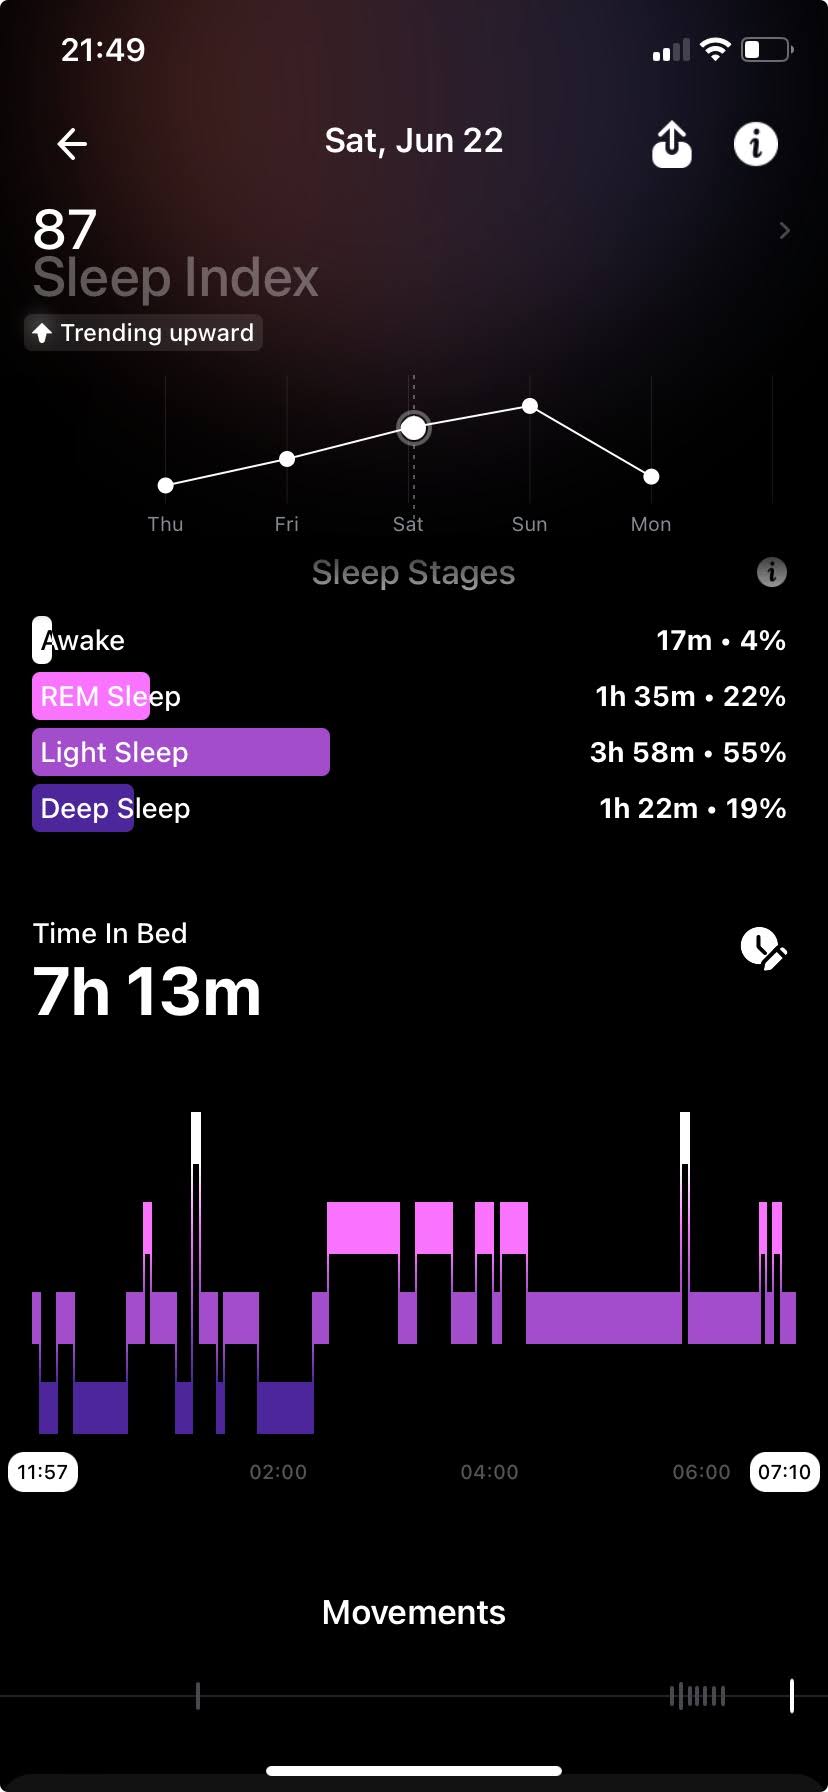 21:49
Sat, Jun 22
87
Sleep Index
Trending upward
Thu Fri Sat Sun Mon
Sleep Stages
Awake 17m • 4%
REM Sleep 1h 35m • 22%
Light Sleep 3h 58m • 55%
Deep Sleep 1h 22m • 19%
Time In Bed
7h 13m
11:57 02:00 04:00 06:00 07:10
Movements